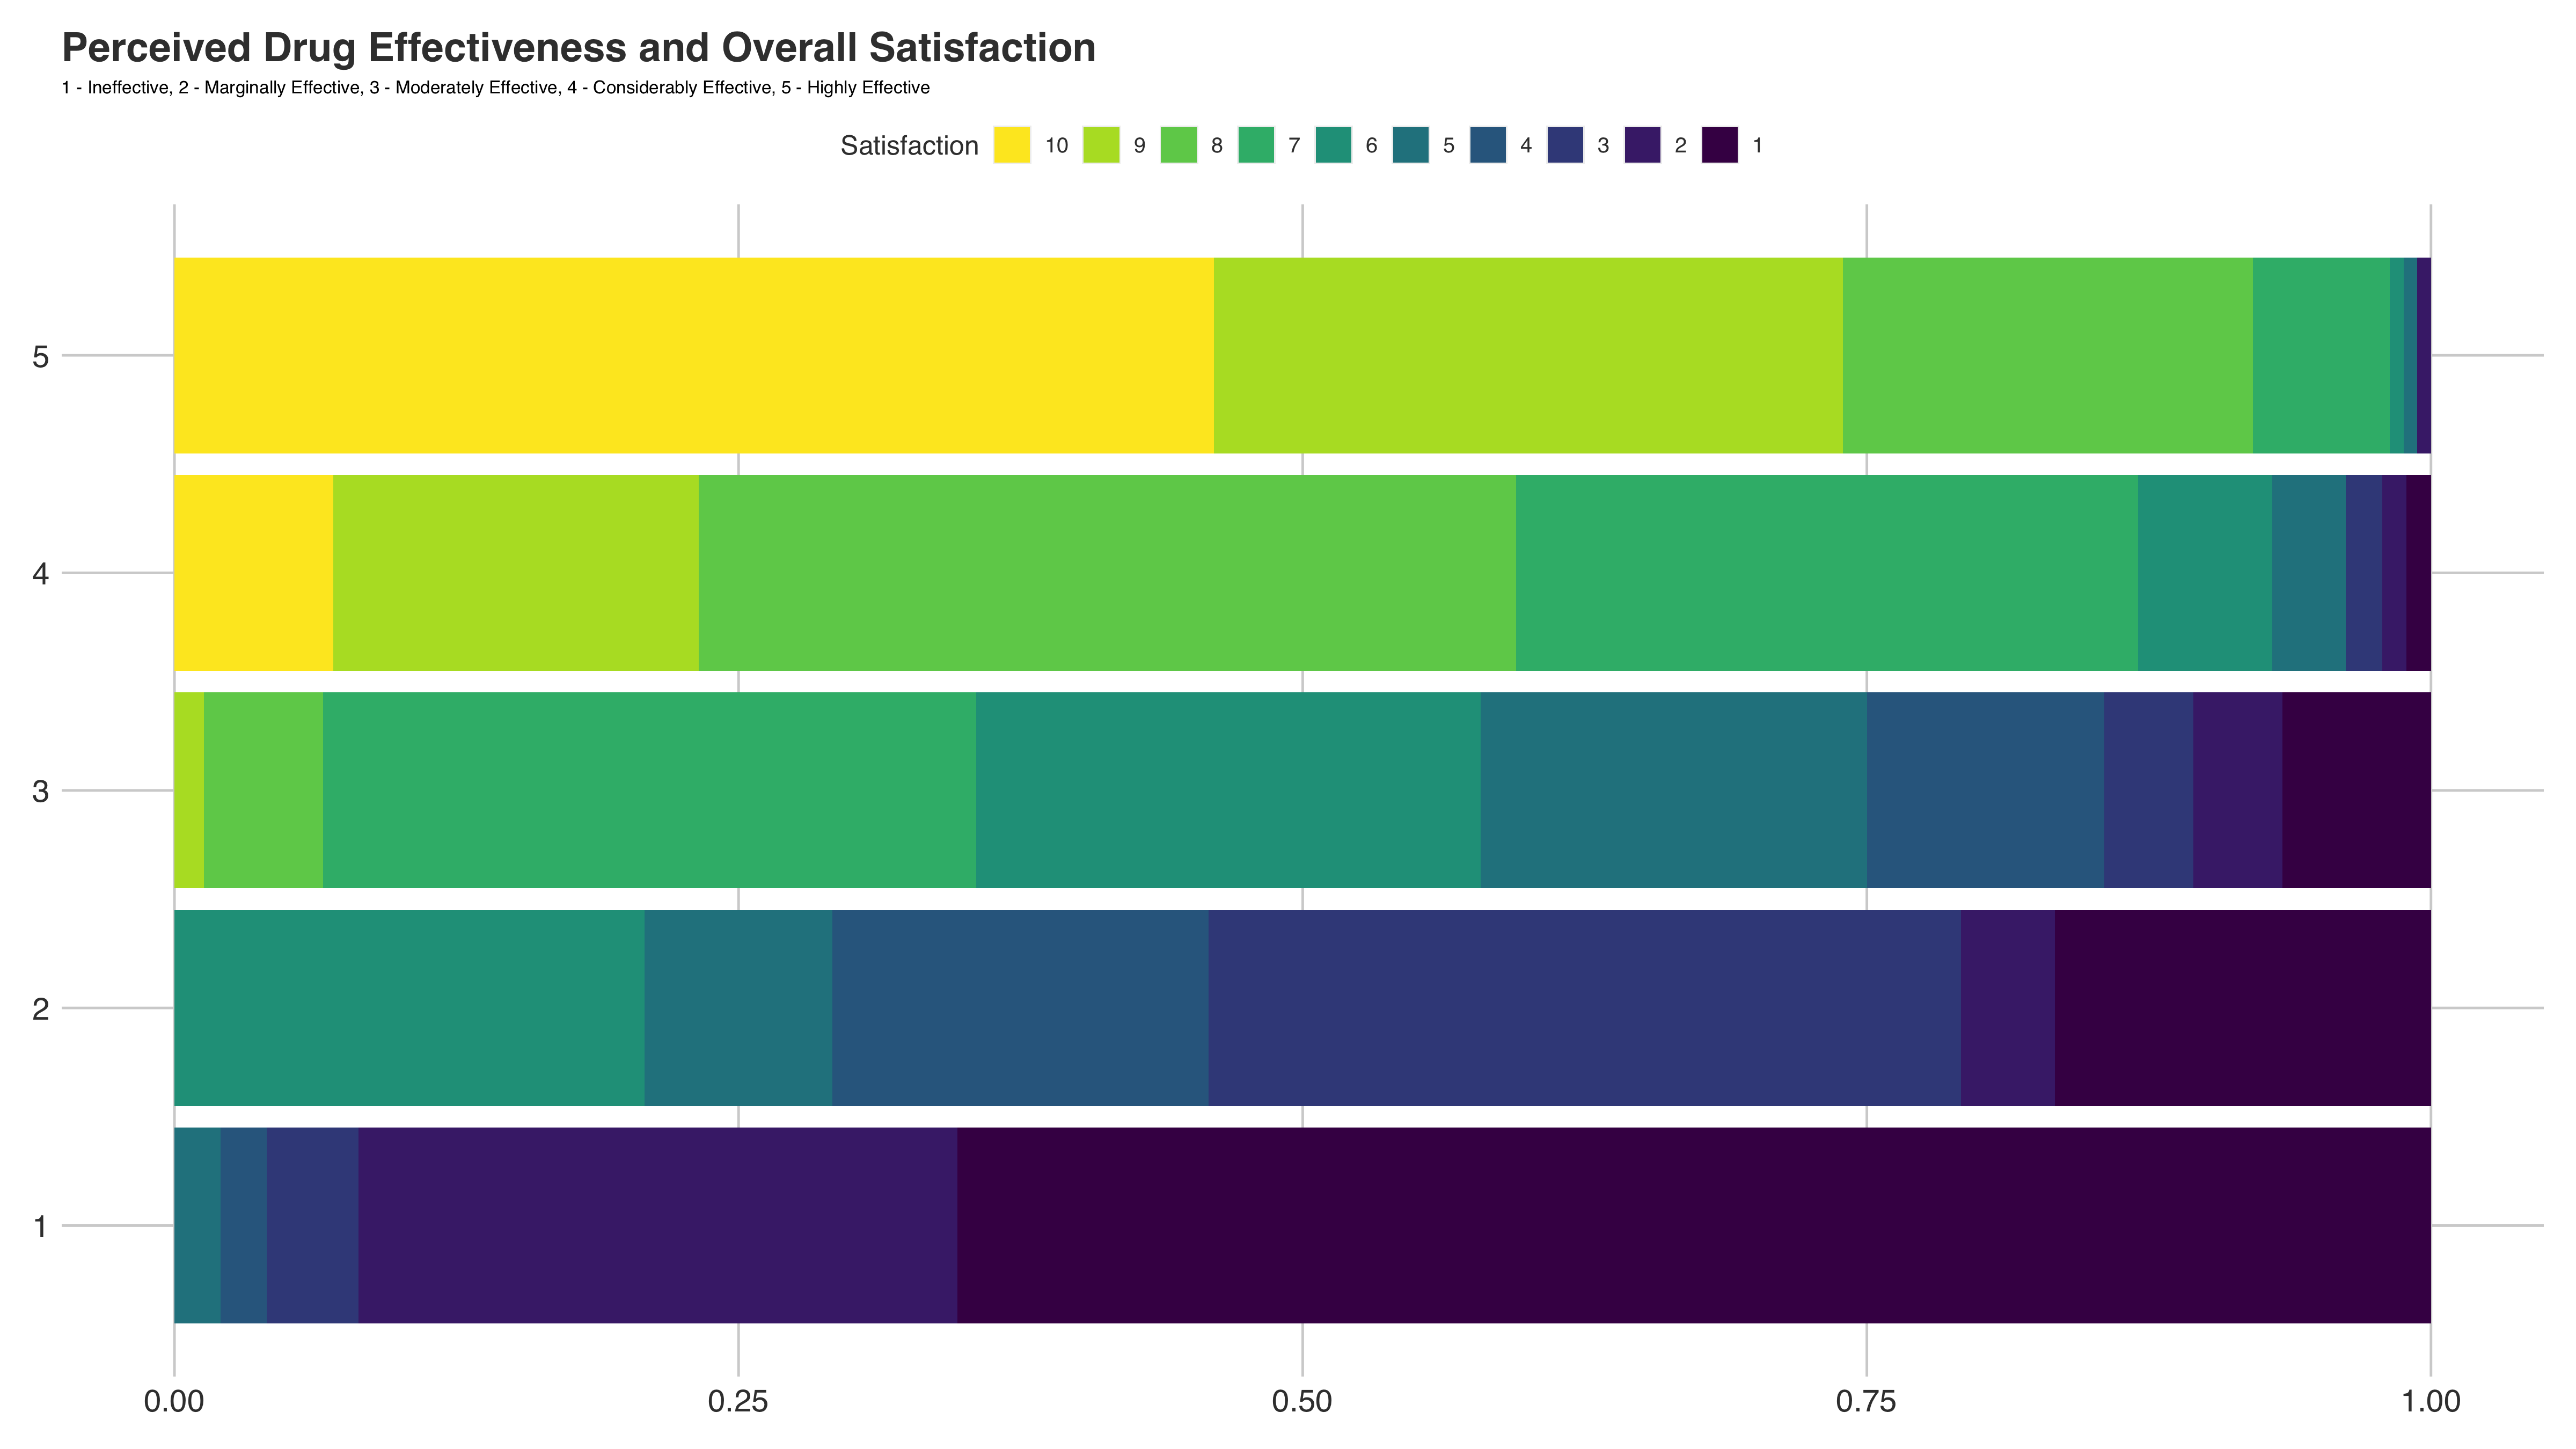 Perceived Drug Effectiveness and Overall Satisfaction
1 - Ineffective, 2 - Marginally Effective, 3 - Moderately Effective, 4 - Considerably Effective, 5 - Highly Effective
Satisfaction 10 9 8 7 6 5 4 3 2 1
5
4
3
2
1
0.00 0.25 0.50 0.75 1.00